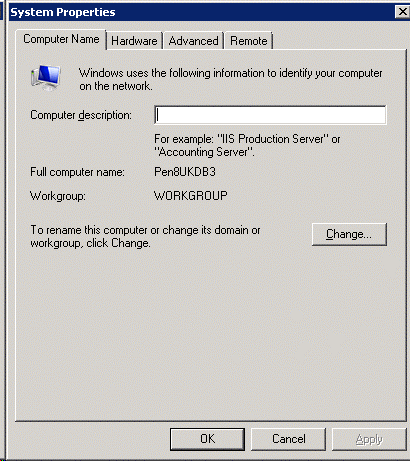 System Properties
Computer Name Hardware Advanced Remote
Windows uses the following information to identify your computer
on the network.
Computer description:
For example: "IIS Production Server" or
"Accounting Server".
Full computer name: Pen8UKDB3
Workgroup: WORKGROUP
To rename this computer or change its domain or
workgroup, click Change.
Change...
OK Cancel Apply